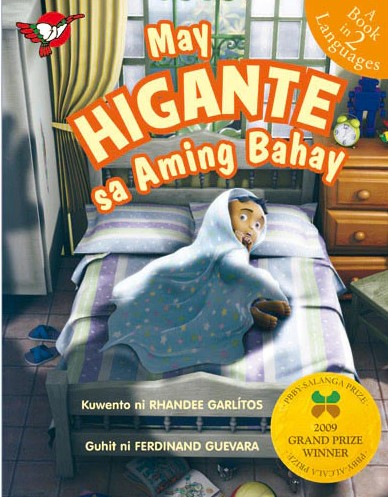 May
HIGANTE
sa Aming Bahay
A
Book
in 2
Languages
Kuwento ni RHANDEE GARLÍTOS
Guhit ni FERDINAND GUEVARA
·PBBY-SALANGA PRIZE·
2009
GRAND PRIZE
WINNER
·PBBY-ALCALA PRIZE·